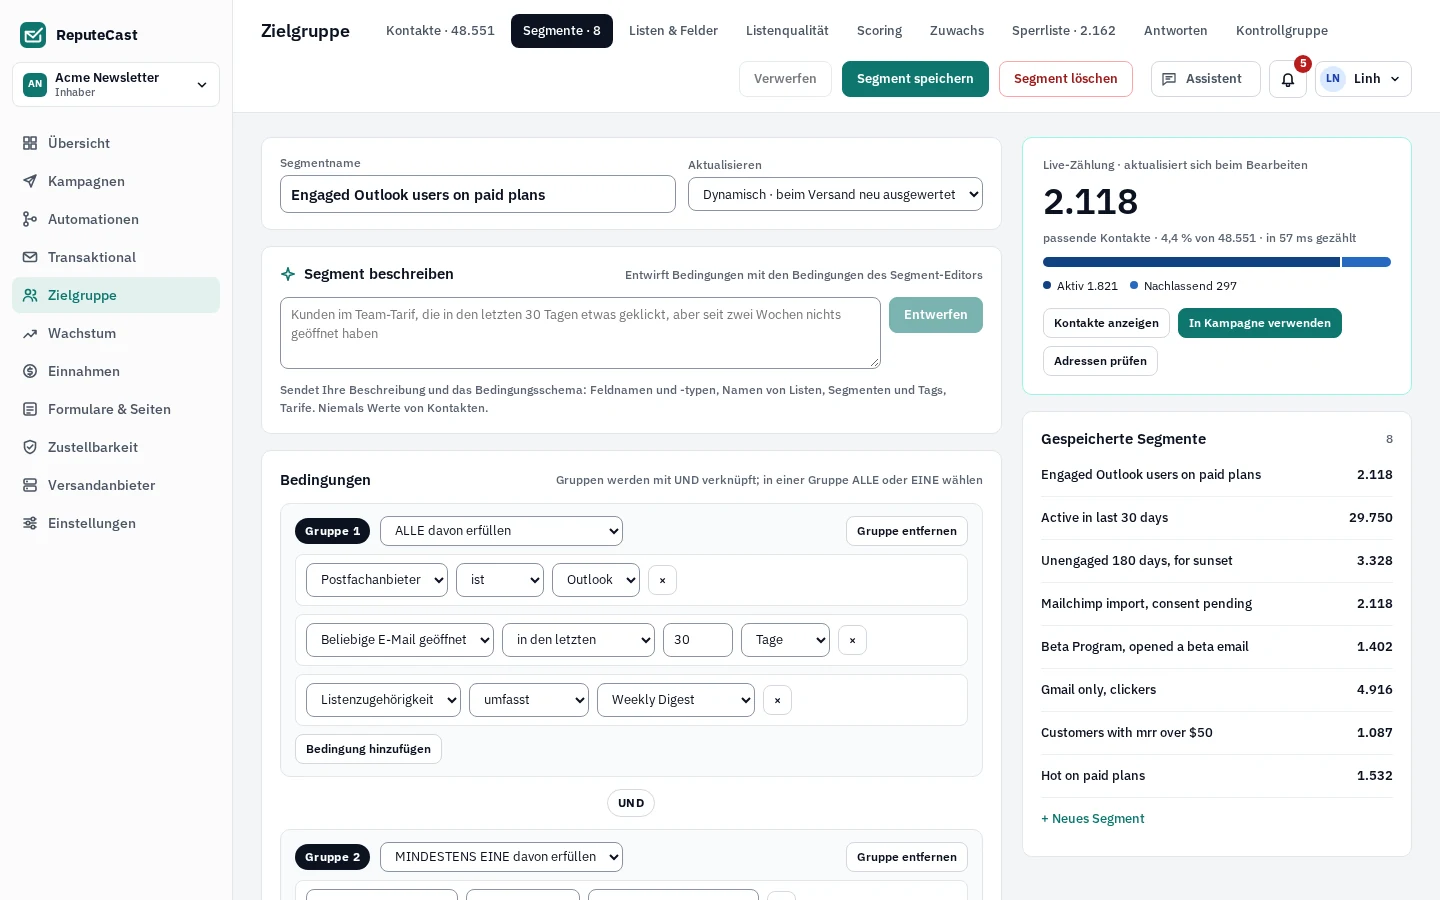 ReputeCast
AN
Acme Newsletter
Inhaber
Übersicht
Kampagnen
Automationen
Transaktional
Zielgruppe
Wachstum
Einnahmen
Formulare & Seiten
Zustellbarkeit
Versandanbieter
Einstellungen
Zielgruppe
Kontakte · 48.551
Segmente · 8
Listen & Felder
Listenqualität
Scoring
Zuwachs
Sperrliste · 2.162
Antworten
Kontrollgruppe
Verwerfen
Segment speichern
Segment löschen
Assistent
5
LN
Linh
Segmentname
Engaged Outlook users on paid plans
Aktualisieren
Dynamisch · beim Versand neu ausgewertet
Segment beschreiben
Entwirft Bedingungen mit den Bedingungen des Segment-Editors
Kunden im Team-Tarif, die in den letzten 30 Tagen etwas geklickt, aber seit zwei Wochen nichts
geöffnet haben
Entwerfen
Sendet Ihre Beschreibung und das Bedingungsschema: Feldnamen und -typen, Namen von Listen, Segmenten und Tags,
Tarife. Niemals Werte von Kontakten.
Bedingungen
Gruppen werden mit UND verknüpft; in einer Gruppe ALLE oder EINE wählen
Gruppe 1
ALLE davon erfüllen
Gruppe entfernen
Postfachanbieter
ist
Outlook
×
Beliebige E-Mail geöffnet
in den letzten
30
Tage
×
Listenzugehörigkeit
umfasst
Weekly Digest
×
Bedingung hinzufügen
UND
Gruppe 2
MINDESTENS EINE davon erfüllen
Gruppe entfernen
Live-Zählung · aktualisiert sich beim Bearbeiten
2.118
passende Kontakte · 4,4 % von 48.551 · in 57 ms gezählt
Aktiv 1.821
Nachlassend 297
Kontakte anzeigen
In Kampagne verwenden
Adressen prüfen
Gespeicherte Segmente
8
Engaged Outlook users on paid plans
2.118
Active in last 30 days
29.750
Unengaged 180 days, for sunset
3.328
Mailchimp import, consent pending
2.118
Beta Program, opened a beta email
1.402
Gmail only, clickers
4.916
Customers with mrr over $50
1.087
Hot on paid plans
1.532
+ Neues Segment